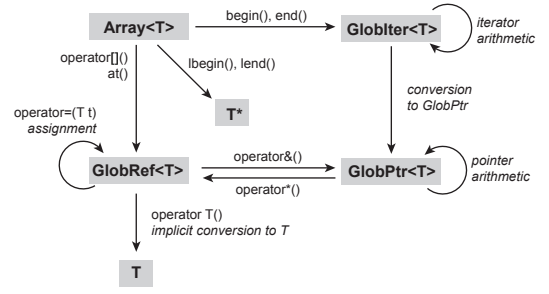 Array<T>
begin(), end()
GlobIter<T>
iterator
arithmetic
operator[]()
at()
lbegin(), lend()
conversion
to GlobPtr
T*
operator=(T t)
assignment
GlobRef<T>
operator&()
operator*()
GlobPtr<T>
pointer
arithmetic
operator T()
implicit conversion to T
T